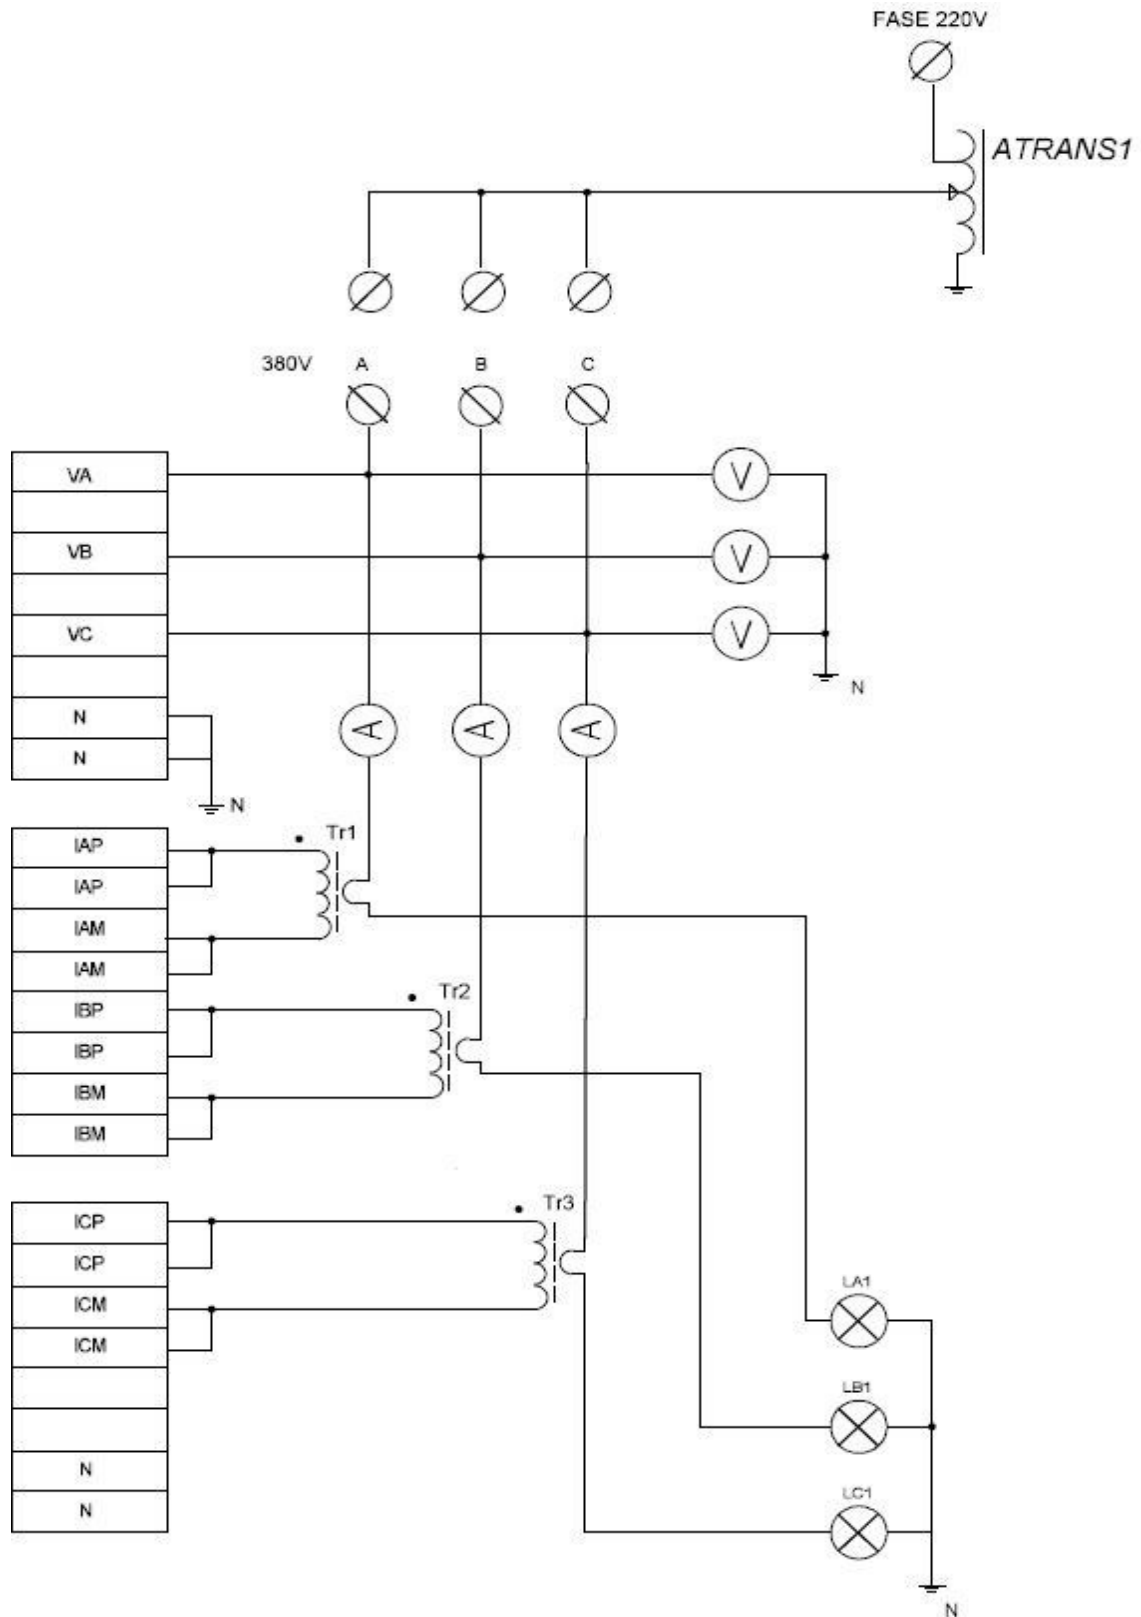 FASE 220V
ATRANS1
380V A B C
VA
V
VB
V
VC
V
N
N
N
A A A
N
N
IAP
Tr1
IAP
IAM
IAM
IBP
Tr2
IBP
IBM
IBM
ICP
Tr3
ICP
ICM
ICM
LA1
LB1
N
LC1
N
N